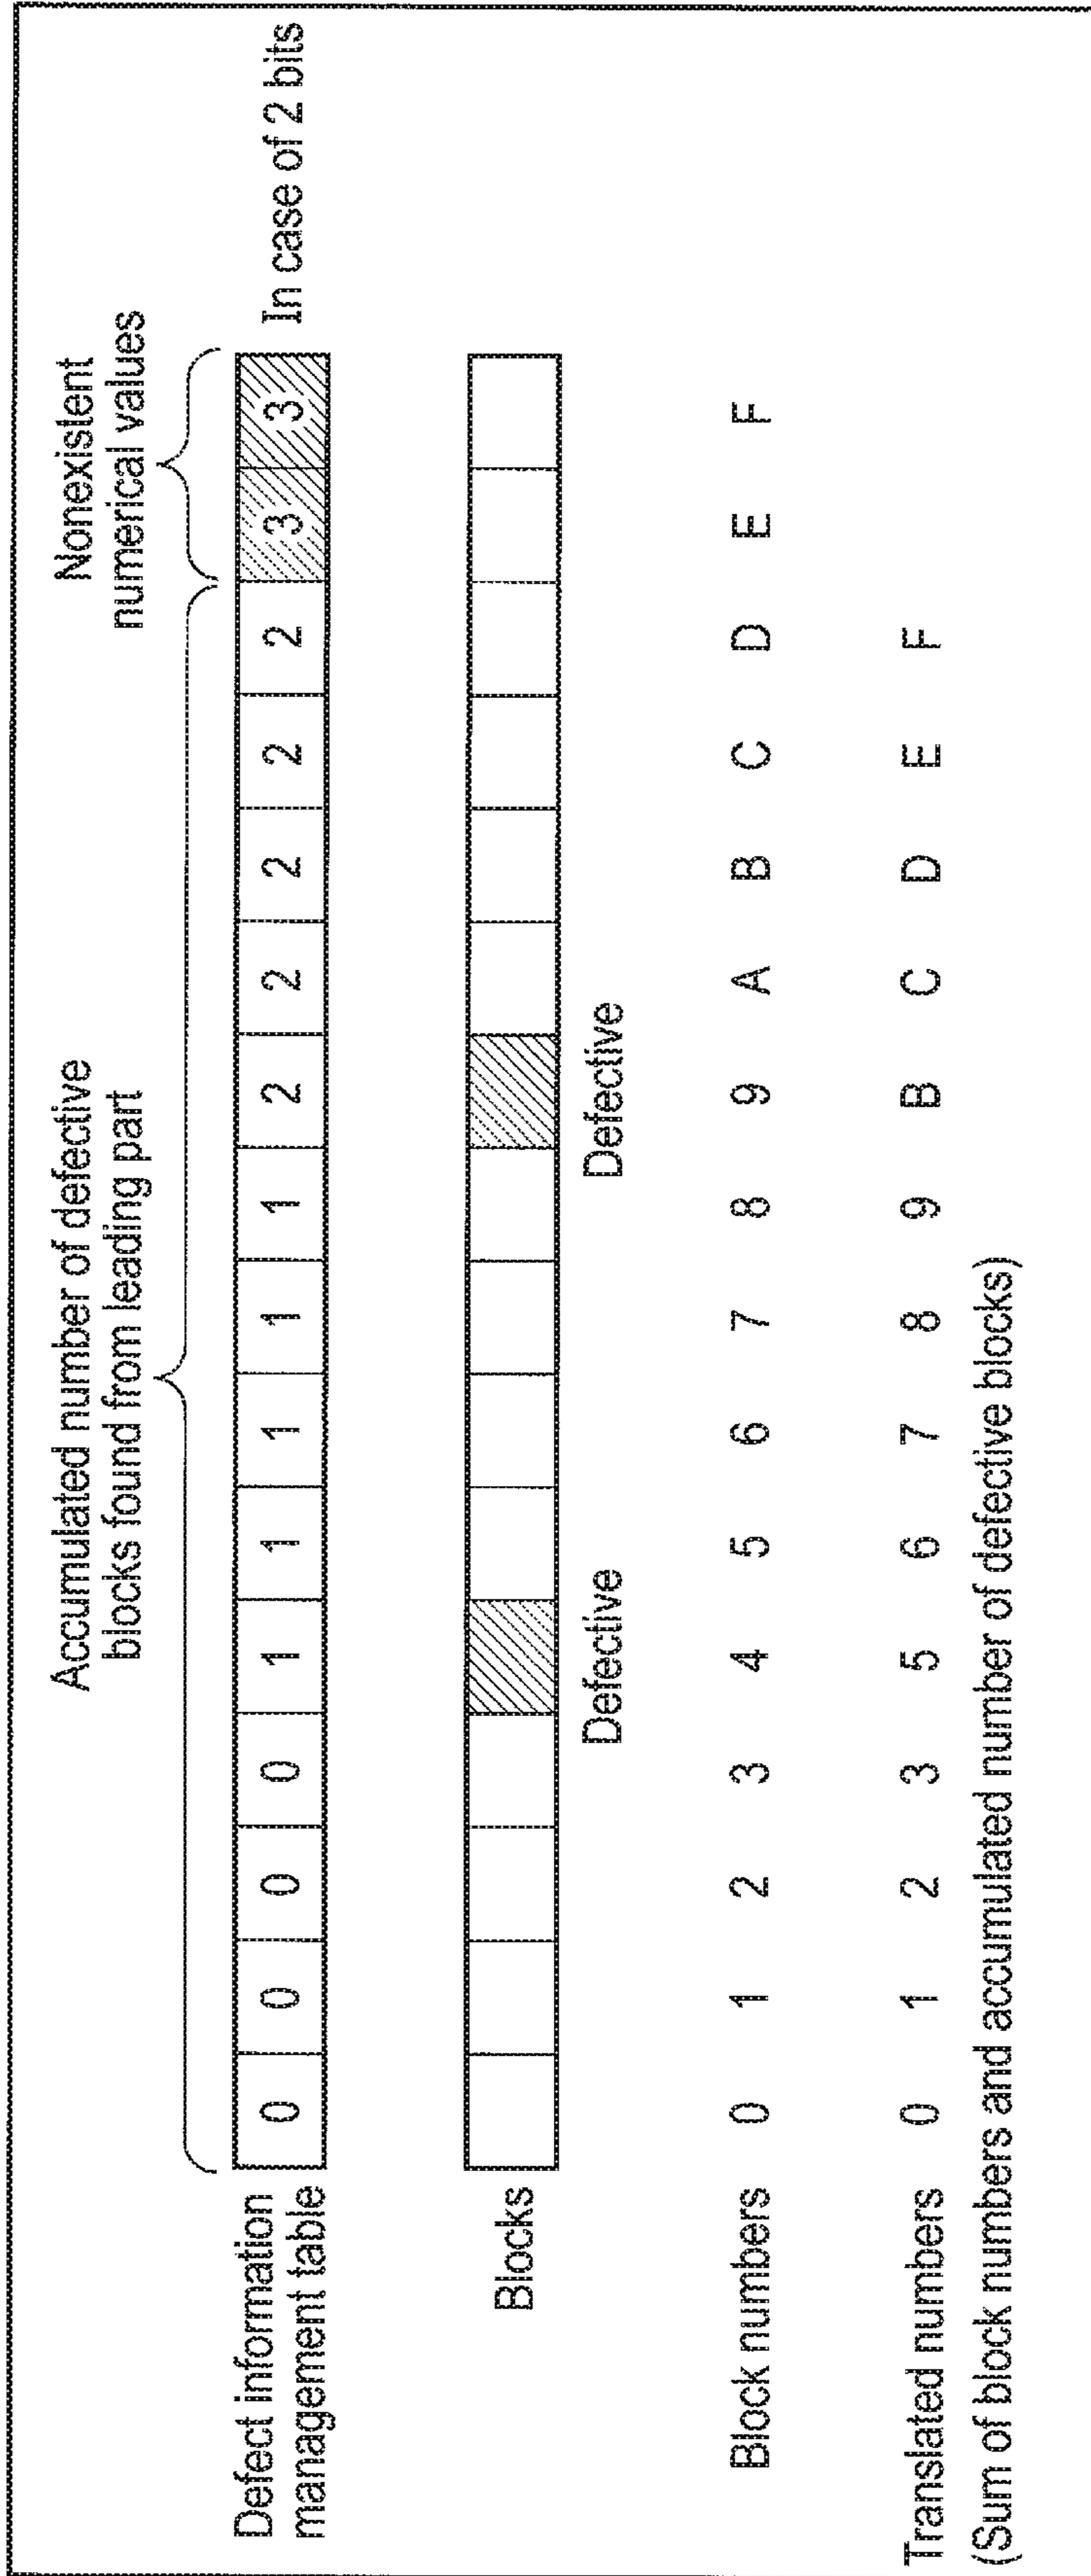 Accumulated number of defective
blocks found from leading part
Nonexistent
numerical values
Defect information
management table
0 0 0 0 1 1 1 1 1 2 2 2 2 2 3 3
In case of 2 bits
Blocks
Defective
Defective
Block numbers 0 1 2 3 4 5 6 7 8 9 A B C D E F
Translated numbers 0 1 2 3 5 6 7 8 9 B C D E F
(Sum of block numbers and accumulated number of defective blocks)